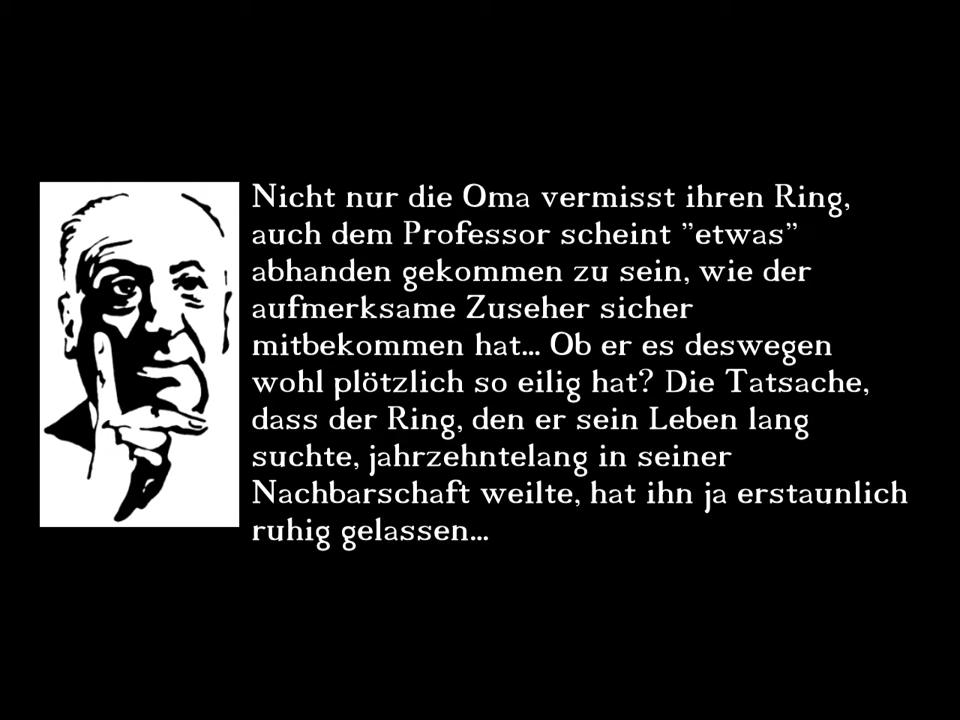 Nicht nur die Oma vermisst ihren Ring,
auch dem Professor scheint ”etwas”
abhanden gekommen zu sein, wie der
aufmerksame Zuseher sicher
mitbekommen hat... Ob er es deswegen
wohl plötzlich so eilig hat? Die Tatsache,
dass der Ring, den er sein Leben lang
suchte, jahrzehntelang in seiner
Nachbarschaft weilte, hat ihn ja erstaunlich
ruhig gelassen...